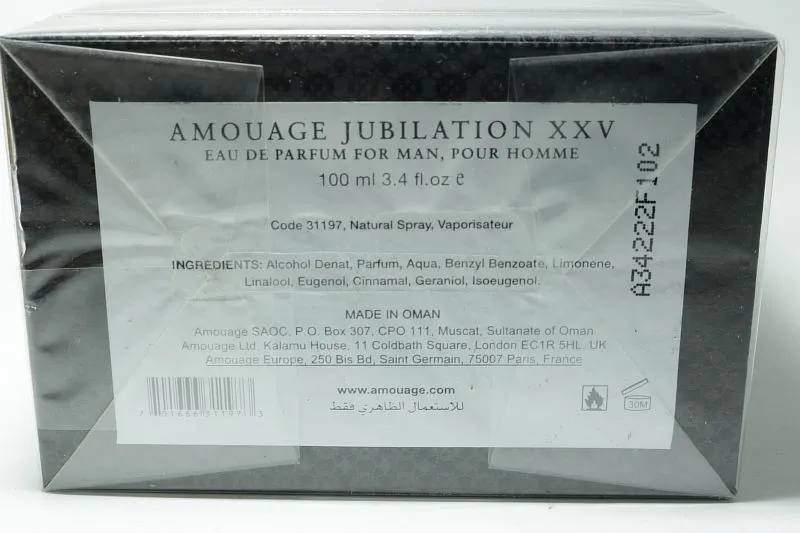 AMOUAGE JUBILATION XXV
EAU DE PARFUM FOR MAN, POUR HOMME
100 ml 3.4 fl.oz e
Code 31197, Natural Spray, Vaporisateur
INGREDIENTS: Alcohol Denat, Parfum, Aqua, Benzyl Benzoate, Limonene,
Linalool, Eugenol, Cinnamal, Geraniol, Isoeugenol.
MADE IN OMAN
Amouage SAOC, P.O. Box 307, CPO 111, Muscat, Sultanate of Oman
Amouage Ltd, Kalamu House, 11 Coldbath Square, London EC1R 5HL, UK
Amouage Europe, 250 Bis Bd, Saint Germain, 75007 Paris, France
www.amouage.com
للاستعمال الظاهري فقط
7 01666 31197 3
30M
A34222F102